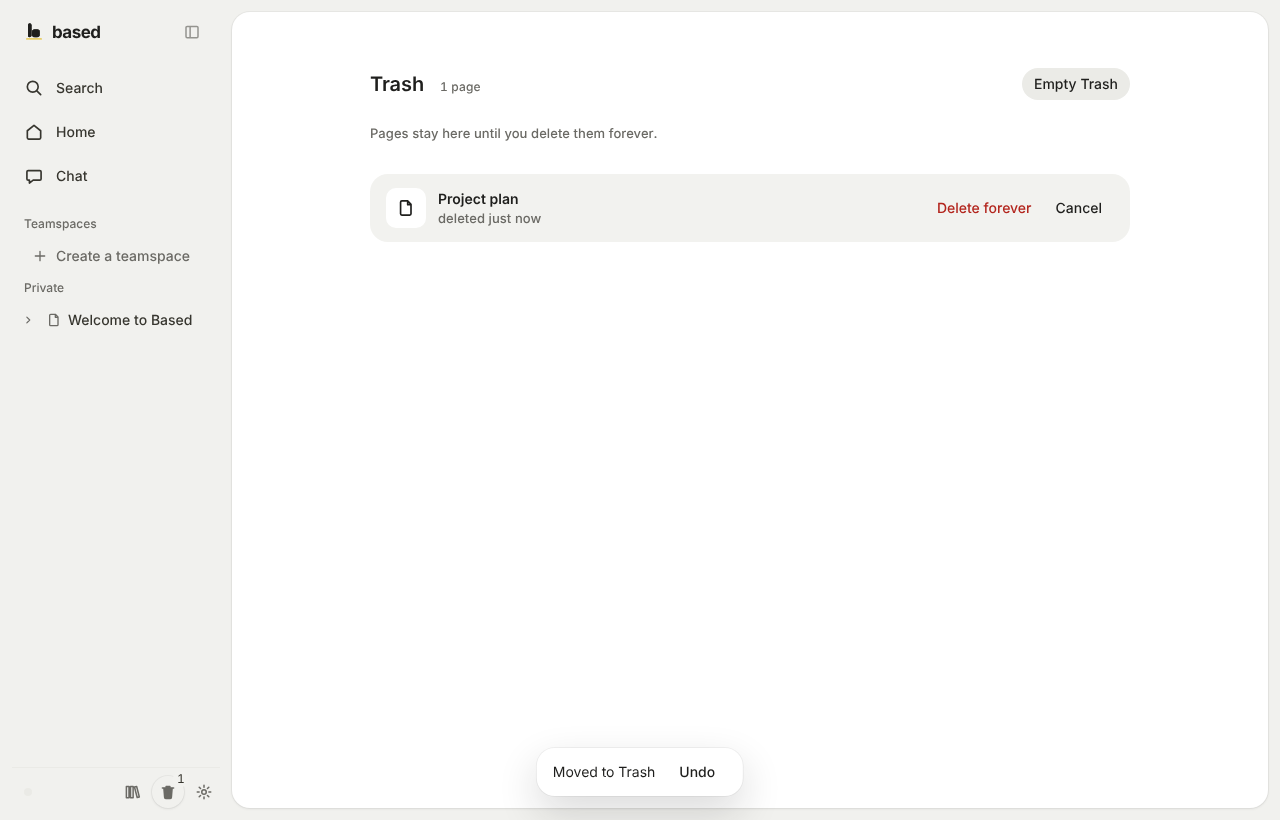 based
Search
Home
Chat
Teamspaces
Create a teamspace
Private
Welcome to Based
1
Trash
1 page
Empty Trash
Pages stay here until you delete them forever.
Project plan
deleted just now
Delete forever
Cancel
Moved to Trash
Undo